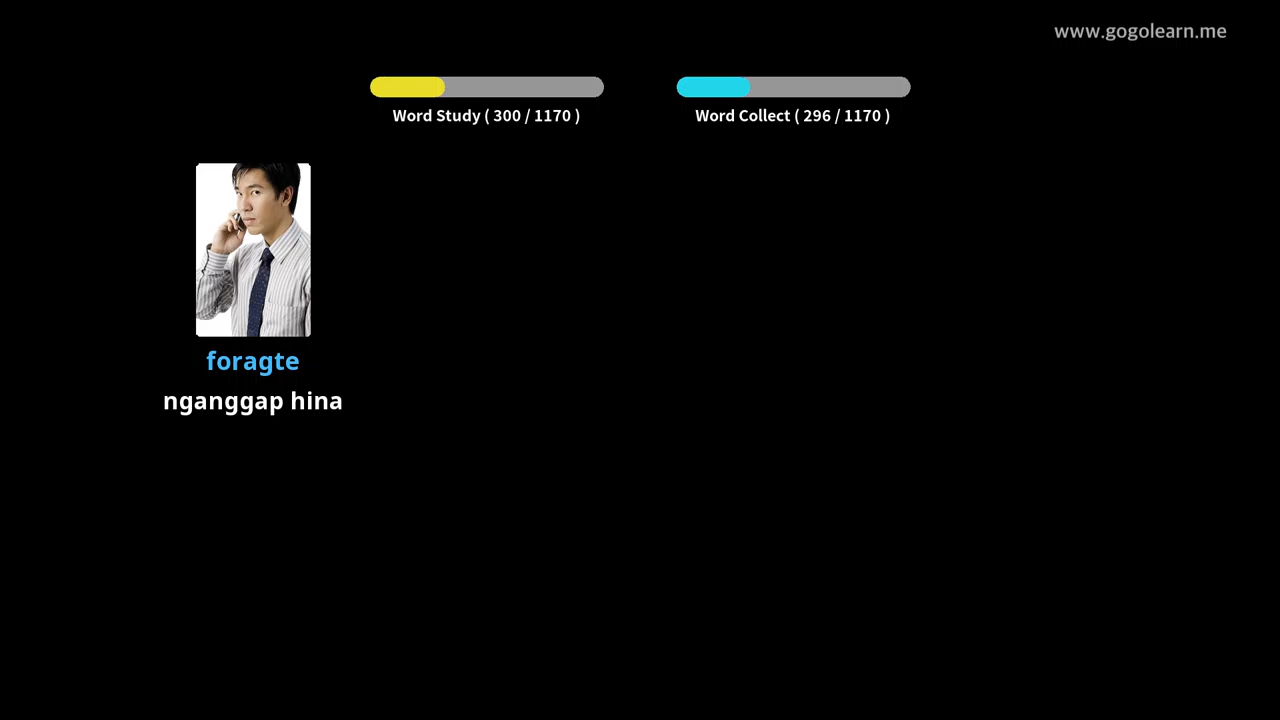 www.gogolearn.me
Word Study ( 300 / 1170 )
Word Collect ( 296 / 1170 )
foragte
nganggap hina